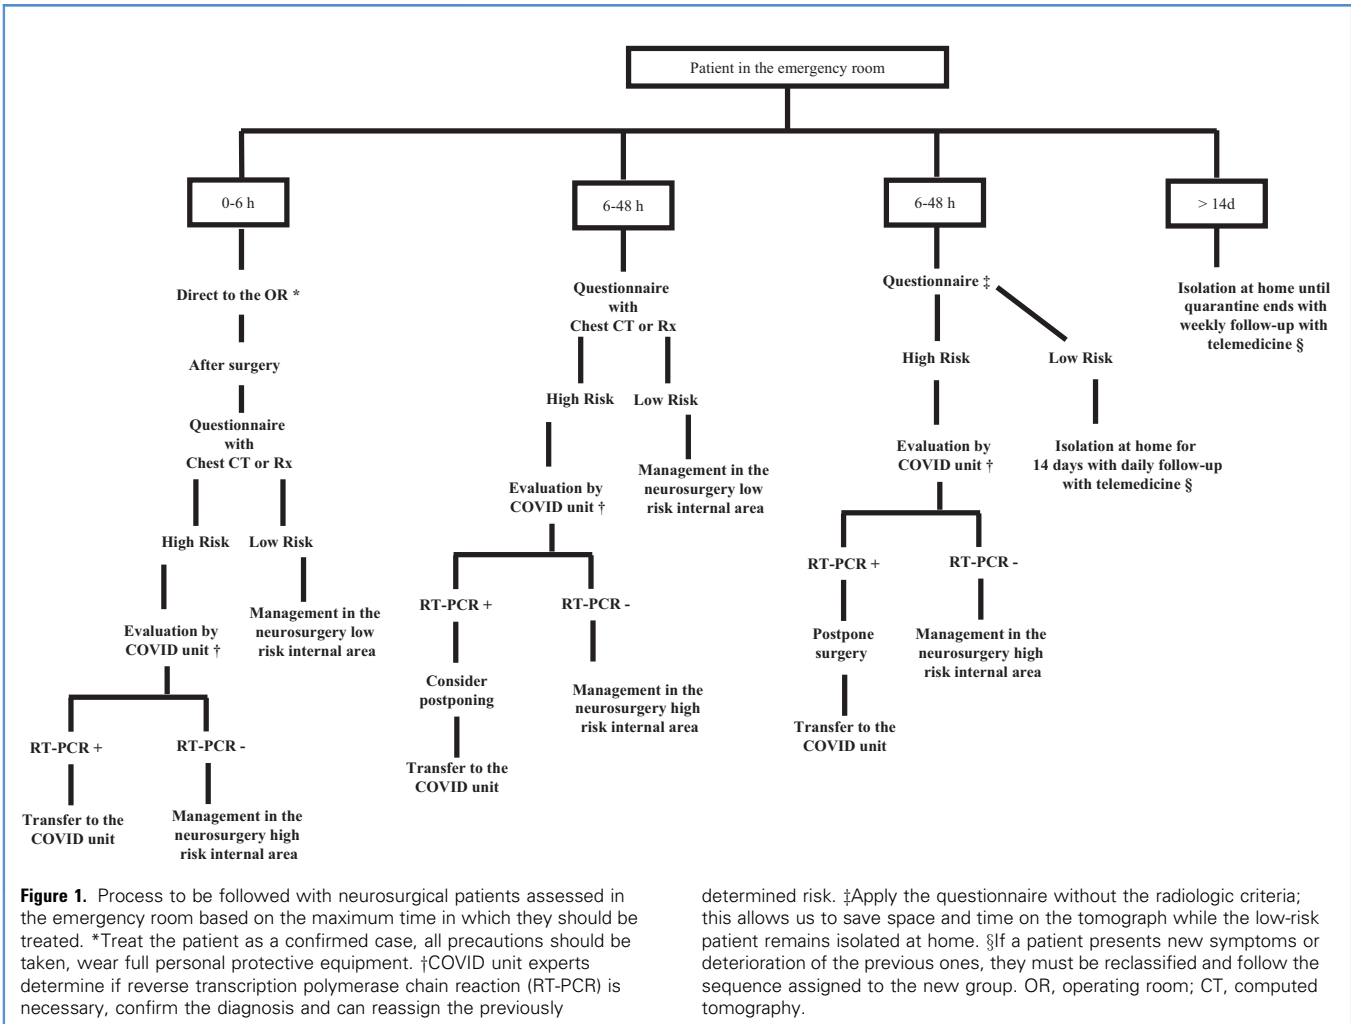 Patient in the emergency room
0-6 h
Direct to the OR *
After surgery
Questionnaire
with
Chest CT or Rx
High Risk
Low Risk
Evaluation by
COVID unit †
Management in the
neurosurgery low
risk internal area
RT-PCR +
RT-PCR -
Transfer to the
COVID unit
Management in the
neurosurgery high
risk internal area
6-48 h
Questionnaire
with
Chest CT or Rx
High Risk
Low Risk
Evaluation by
COVID unit †
Management in the
neurosurgery low
risk internal area
RT-PCR +
RT-PCR -
Consider
postponing
Transfer to the
COVID unit
Management in the
neurosurgery high
risk internal area
6-48 h
Questionnaire ‡
High Risk
Low Risk
Evaluation by
COVID unit †
Isolation at home for
14 days with daily follow-up
with telemedicine §
RT-PCR +
RT-PCR -
Postpone
surgery
Transfer to the
COVID unit
Management in the
neurosurgery high
risk internal area
> 14d
Isolation at home until
quarantine ends with
weekly follow-up with
telemedicine §
Figure 1. Process to be followed with neurosurgical patients assessed in
the emergency room based on the maximum time in which they should be
treated. *Treat the patient as a confirmed case, all precautions should be
taken, wear full personal protective equipment. †COVID unit experts
determine if reverse transcription polymerase chain reaction (RT-PCR) is
necessary, confirm the diagnosis and can reassign the previously
determined risk. ‡Apply the questionnaire without the radiologic criteria;
this allows us to save space and time on the tomograph while the low-risk
patient remains isolated at home. §If a patient presents new symptoms or
deterioration of the previous ones, they must be reclassified and follow the
sequence assigned to the new group. OR, operating room; CT, computed
tomography.